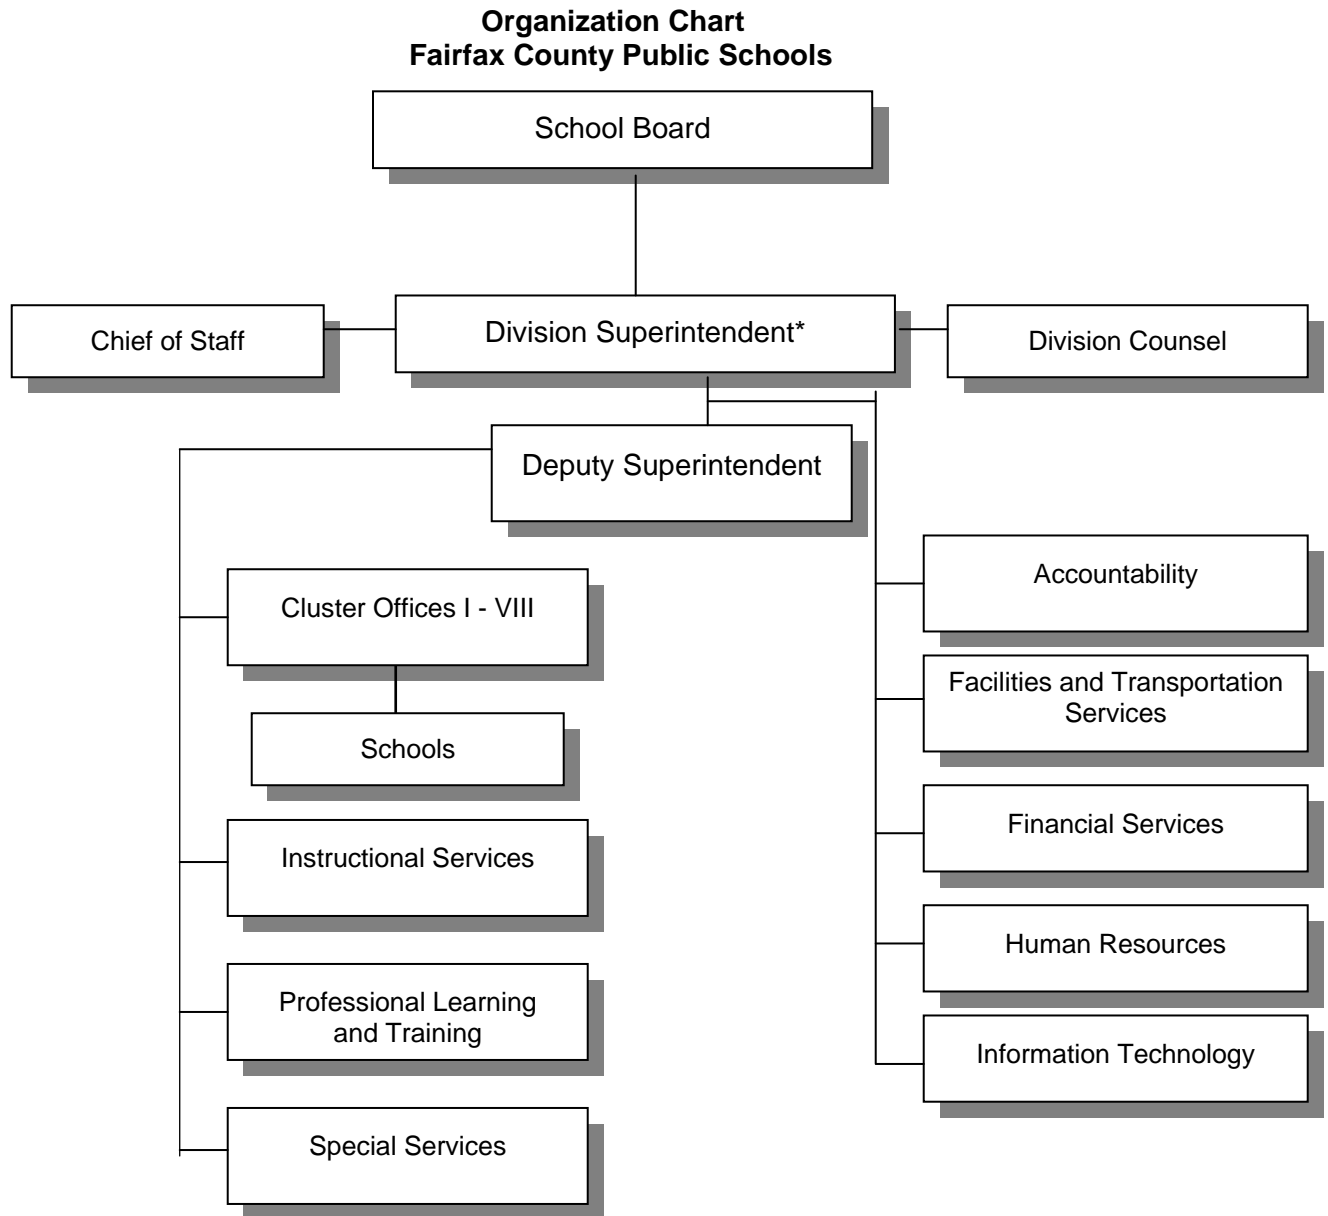 Organization Chart
Fairfax County Public Schools
School Board
Chief of Staff
Division Superintendent*
Division Counsel
Deputy Superintendent
Cluster Offices I - VIII
Schools
Instructional Services
Professional Learning
and Training
Special Services
Accountability
Facilities and Transportation
Services
Financial Services
Human Resources
Information Technology